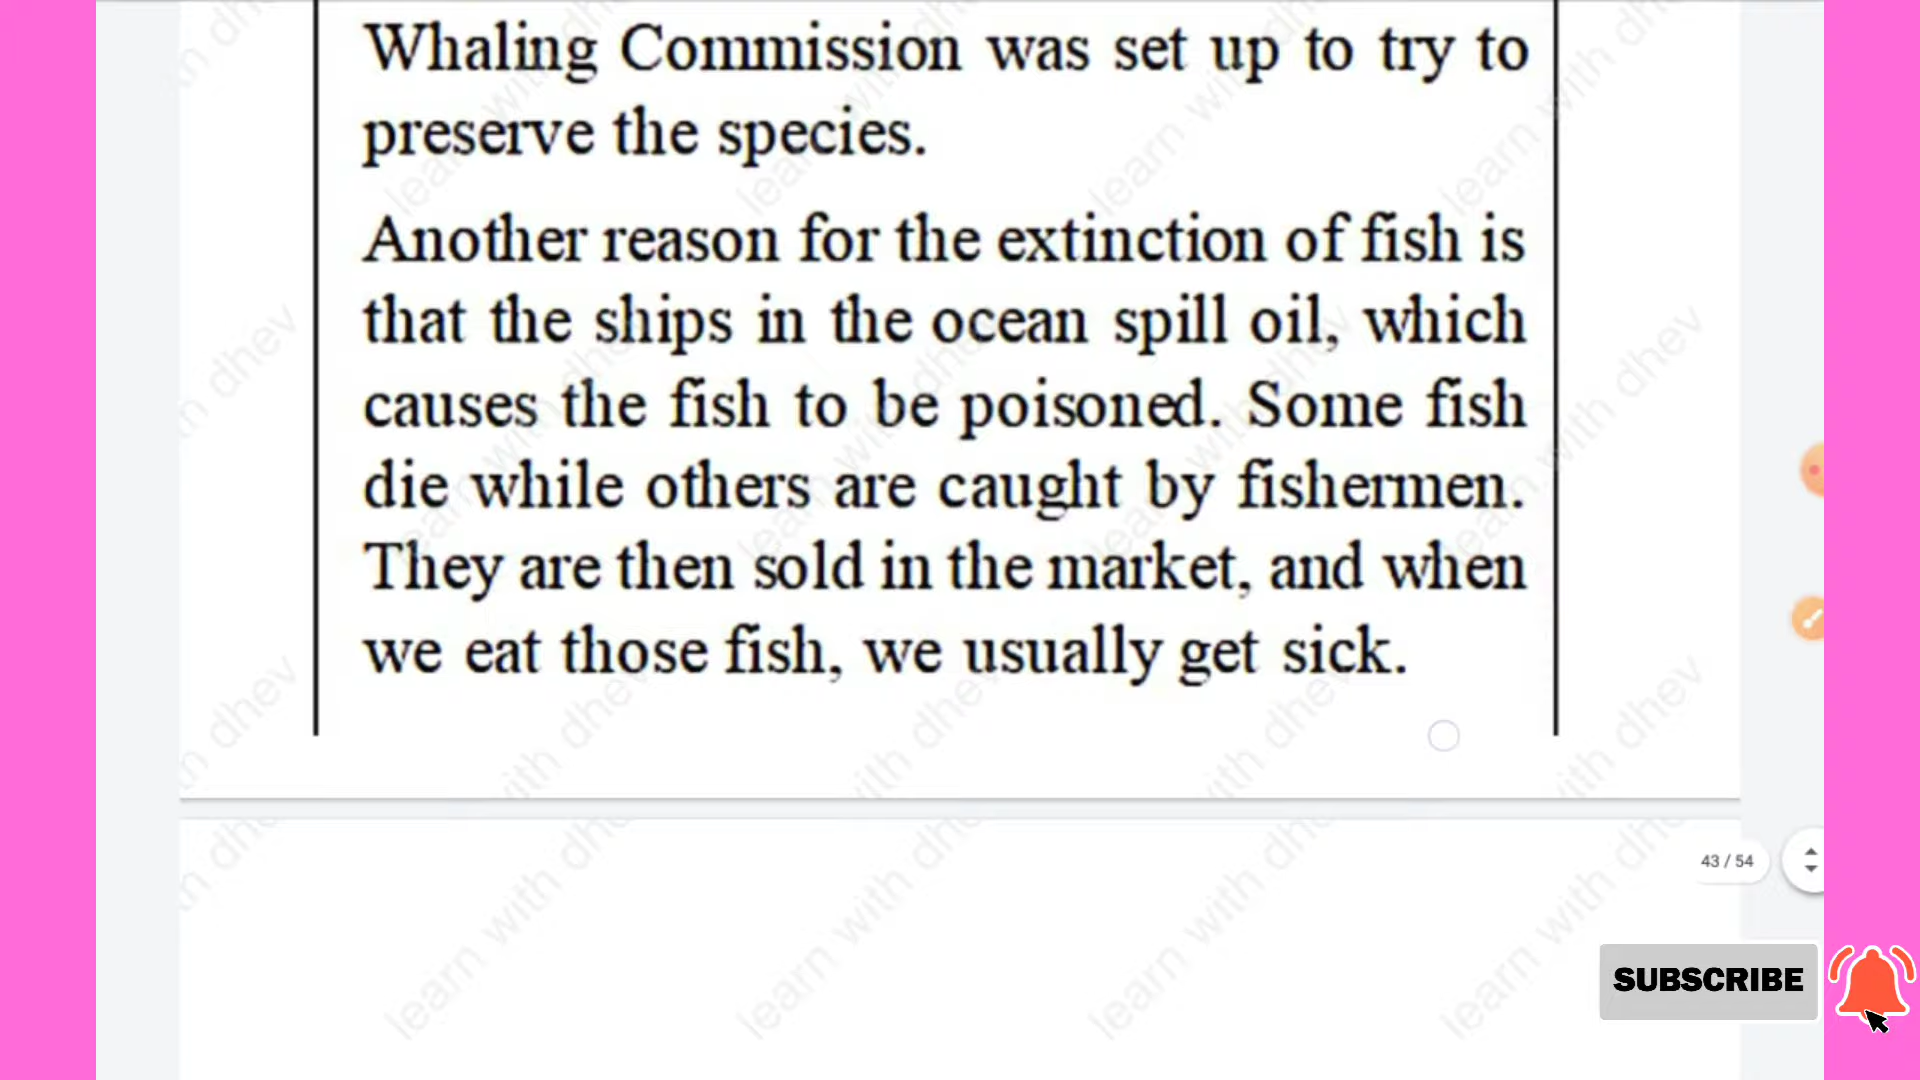 Whaling Commission was set up to try to
preserve the species.
Another reason for the extinction of fish is
that the ships in the ocean spill oil, which
causes the fish to be poisoned. Some fish
die while others are caught by fishermen.
They are then sold in the market, and when
we eat those fish, we usually get sick.
43 / 54
SUBSCRIBE
learn with dhev